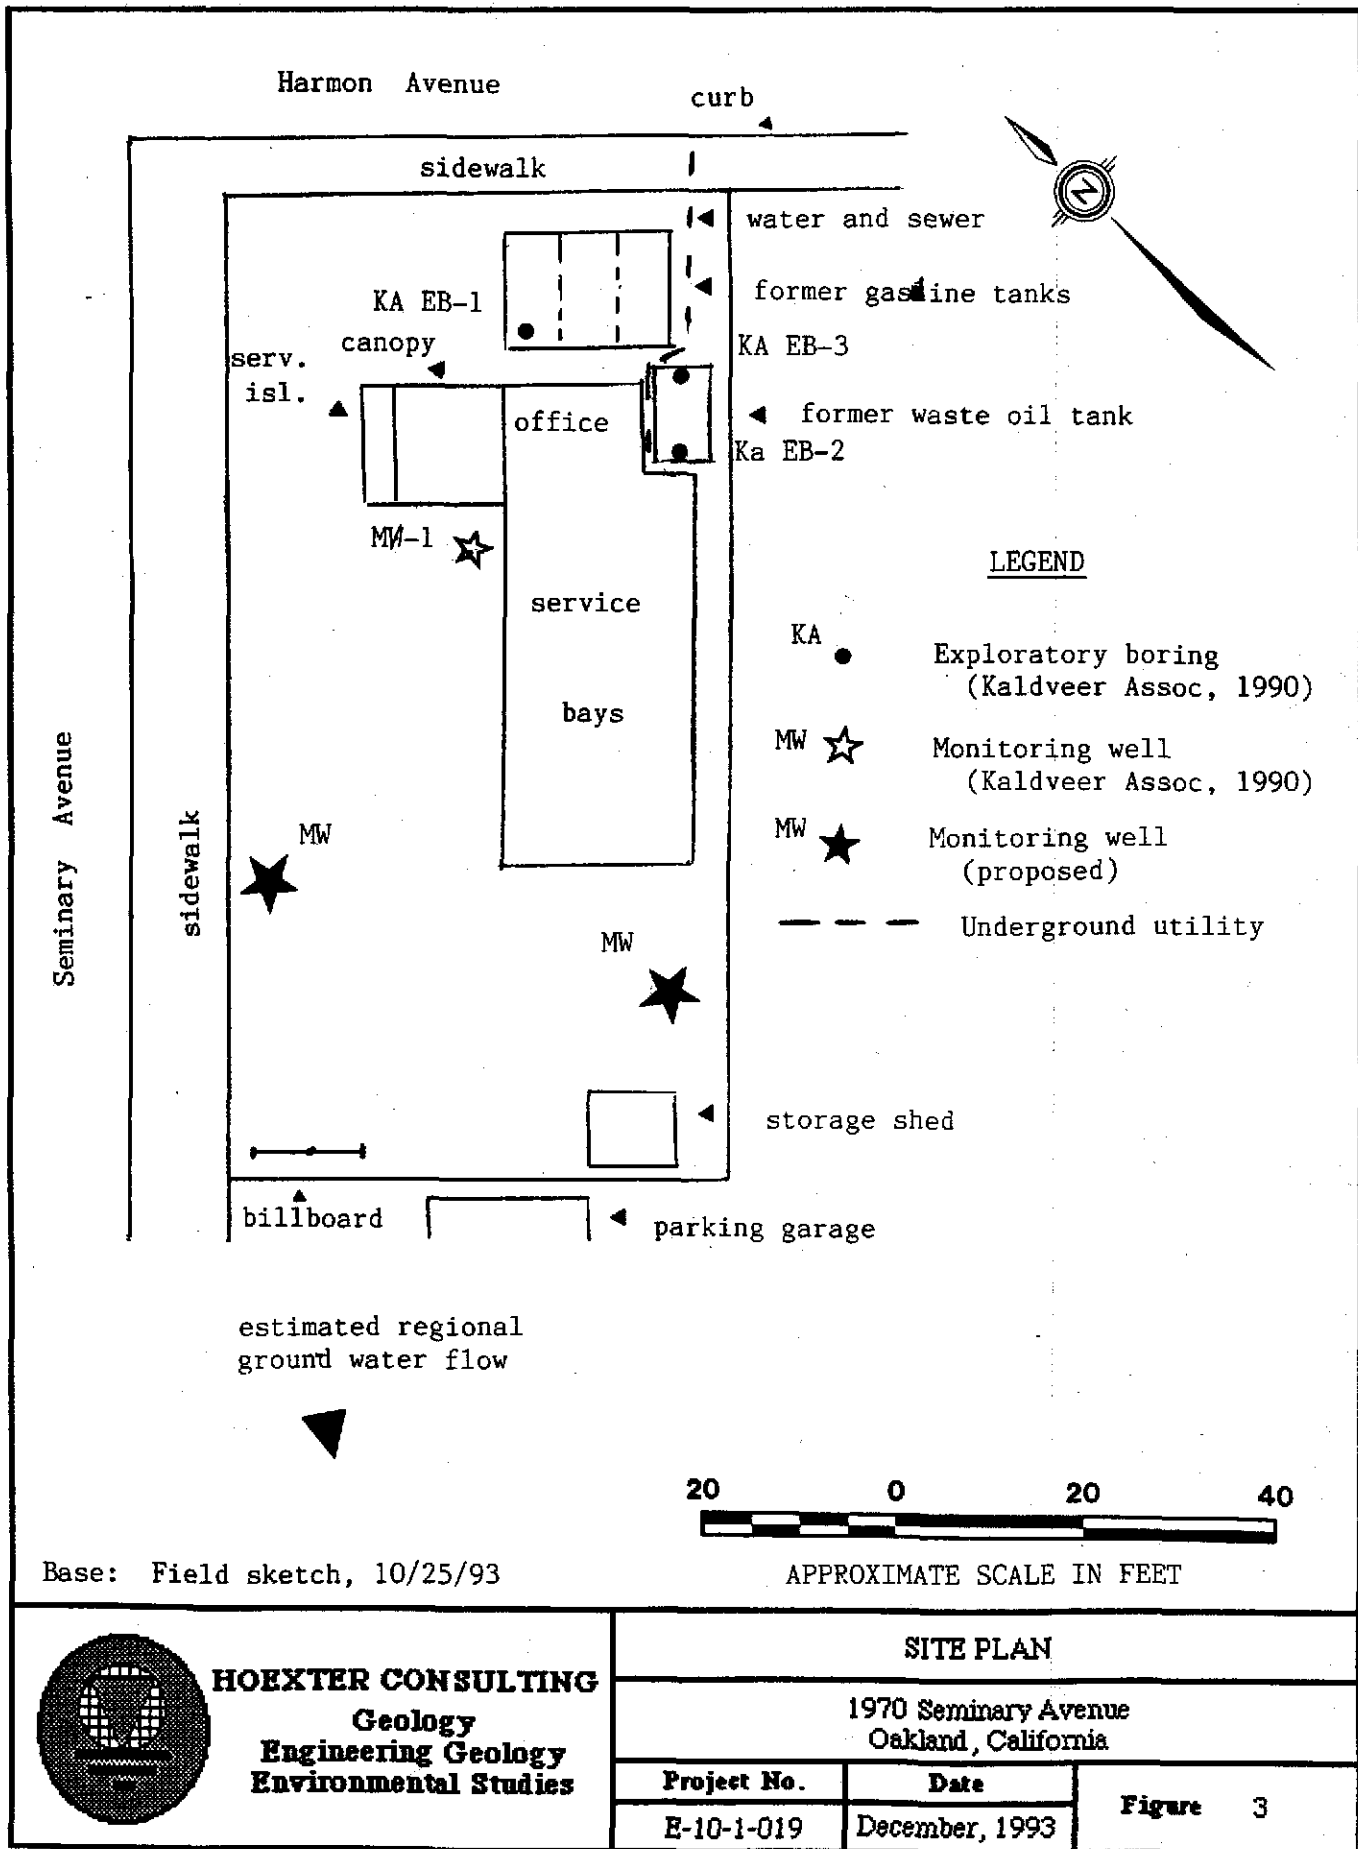 Harmon Avenue
curb
sidewalk
water and sewer
former gasoline tanks
KA EB-1
canopy
serv.
isl.
KA EB-3
office
former waste oil tank
Ka EB-2
MW-1
service
bays
LEGEND
KA
Exploratory boring
(Kaldveer Assoc, 1990)
MW
Monitoring well
(Kaldveer Assoc, 1990)
MW
Monitoring well
(proposed)
Underground utility
Seminary Avenue
sidewalk
MW
MW
storage shed
billboard
parking garage
estimated regional
ground water flow
N
20 0 20 40
APPROXIMATE SCALE IN FEET
Base: Field sketch, 10/25/93
HOEXTER CONSULTING
Geology
Engineering Geology
Environmental Studies
SITE PLAN
1970 Seminary Avenue
Oakland, California
Project No.
E-10-1-019
Date
December, 1993
Figure 3